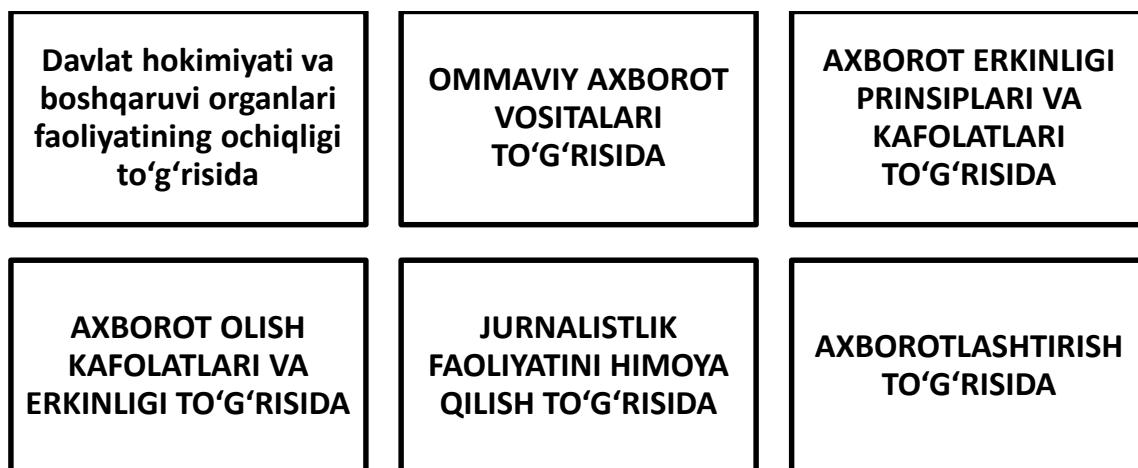 Davlat hokimiyati va
boshqaruvi organlari
faoliyatining ochiqligi
to‘g‘risida
OMMAVIY AXBOROT
VOSITALARI
TO‘G‘RISIDA
AXBOROT ERKINLIGI
PRINSIPLARI VA
KAFOLATLARI
TO‘G‘RISIDA
AXBOROT OLISH
KAFOLATLARI VA
ERKINLIGI TO‘G‘RISIDA
JURNALISTLIK
FAOLIYATINI HIMOYA
QILISH TO‘G‘RISIDA
AXBOROTLASHTIRISH
TO‘G‘RISIDA